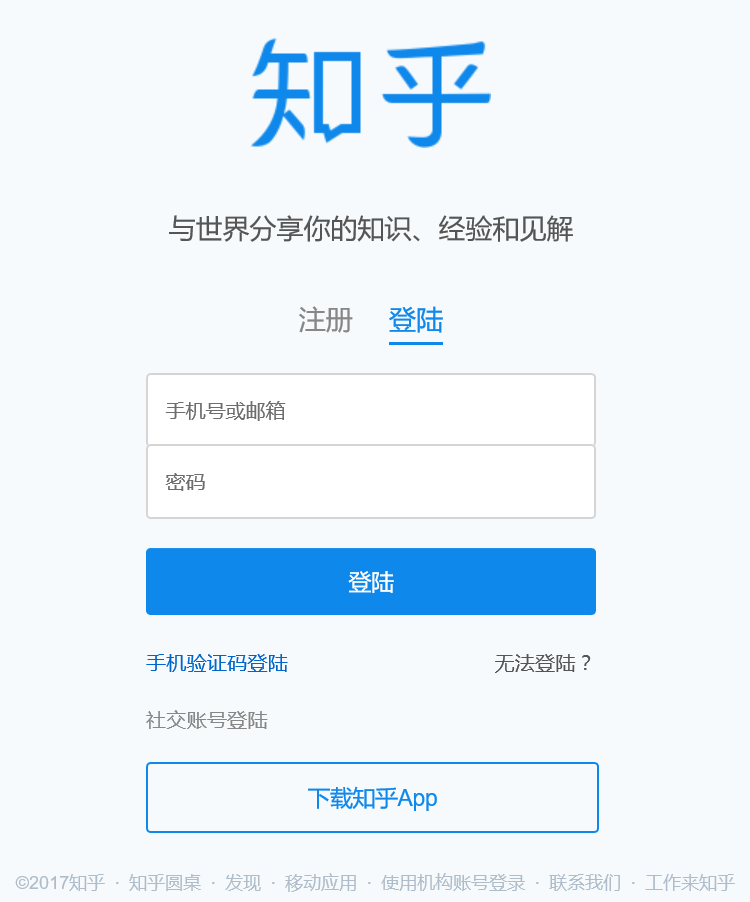 知乎
与世界分享你的知识、经验和见解
注册 登陆
手机号或邮箱
密码
登陆
手机验证码登陆 无法登陆？
社交账号登陆
下载知乎App
©2017知乎 · 知乎圆桌 · 发现 · 移动应用 · 使用机构账号登录 · 联系我们 · 工作来知乎